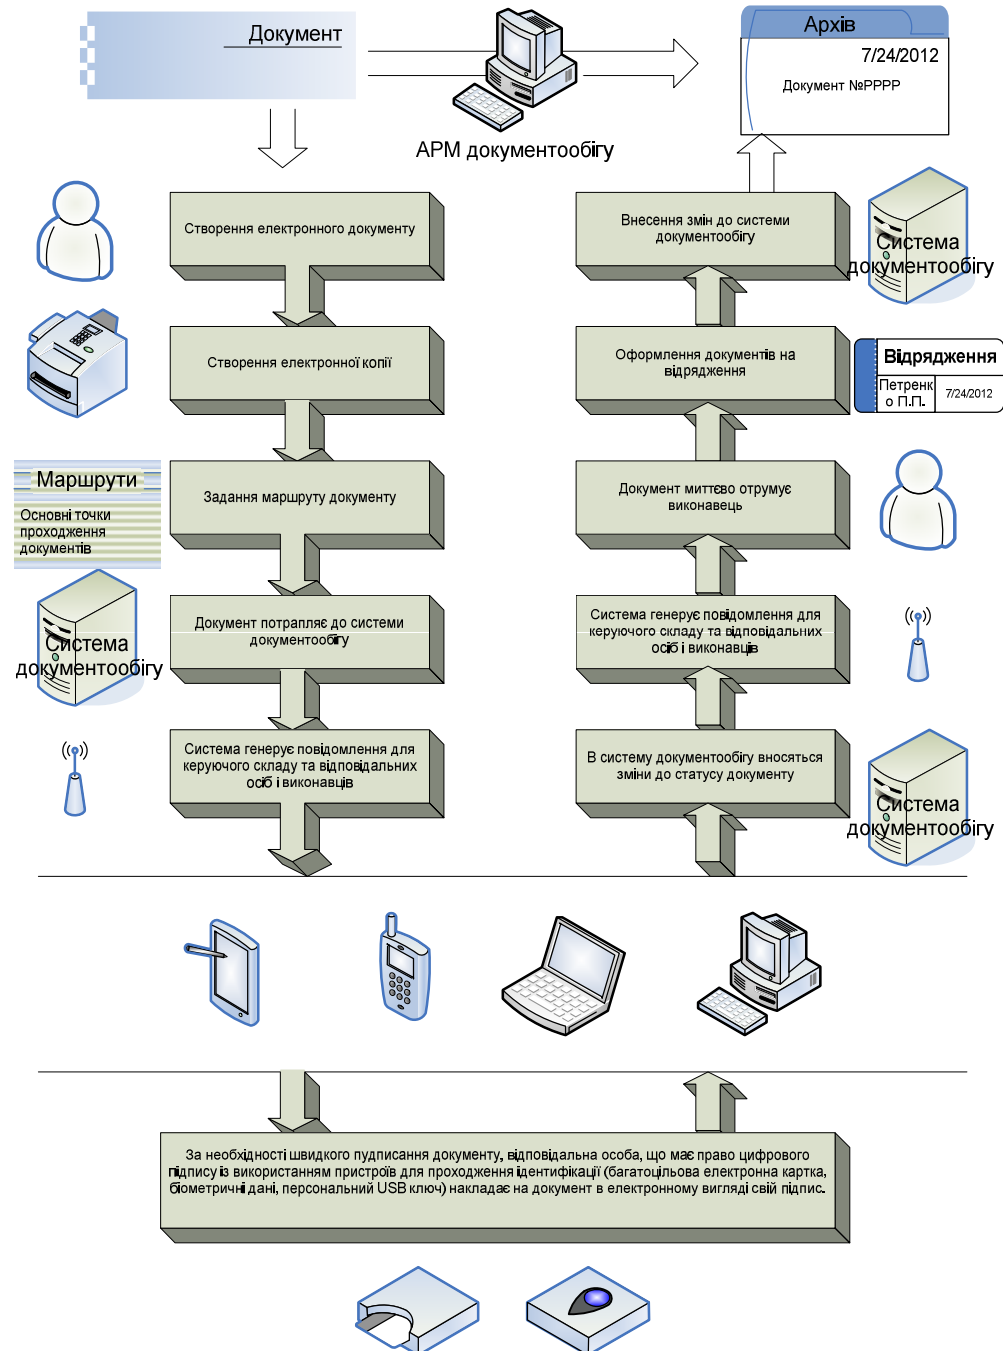 Документ
Архів
7/24/2012
Документ №РРРР
АРМ документообігу
Створення електронного документу
Створення електронної копії
Маршрути
Основні точки
проходження
документів
Задання маршруту документу
Система
документообігу
Документ потрапляє до системи
документообігу
Система генерує повідомлення для
керуючого складу та відповідальних
осіб і виконавців
Внесення змін до системи
документообігу
Система
документообігу
Оформлення документів на
відрядження
Відрядження
Петренк
о П.П.
7/24/2012
Документ миттєво отрумує
виконавець
Система генерує повідомлення для
керуючого складу та відповідальних
осіб і виконавців
В систему документообігу вносяться
зміни до статусу документу
Система
документообігу
За необхідності швидкого пудписання документу, відповідальна особа, що має право цифрового
підпису із використанням пристроїв для проходження ідентифікації (багатоцільова електронна картка,
біометричні дані, персональний USB ключ) накладає на документ в електронному вигляді свій підпис.